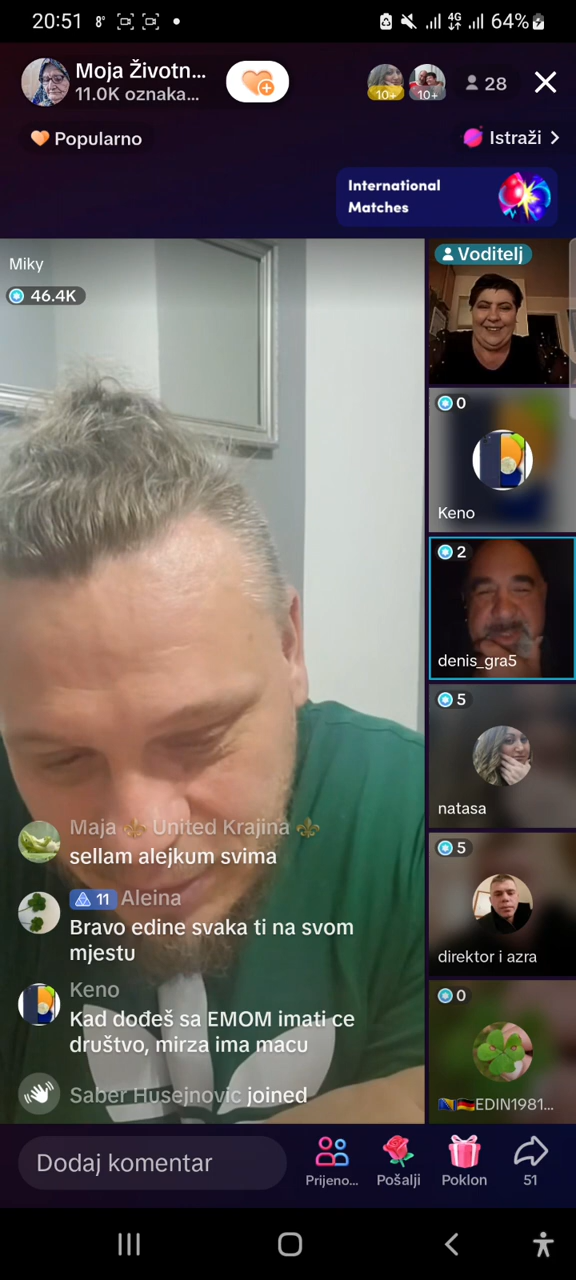 20:51 8° 4G 64%
Moja Životn...
11.0K oznaka...
10+ 10+ 28
Popularno
Istraži
International
Matches
Miky
46.4K
Voditelj
0
Keno
2
denis_gra5
5
natasa
5
direktor i azra
0
EDIN1981...
Maja ⚜️ United Krajina ⚜️
sellam alejkum svima
11 Aleina
Bravo edine svaka ti na svom
mjestu
Keno
Kad dođeš sa EMOM imati ce
društvo, mirza ima macu
Saber Husejnovic joined
Dodaj komentar
Prijeno...
Pošalji
Poklon
51